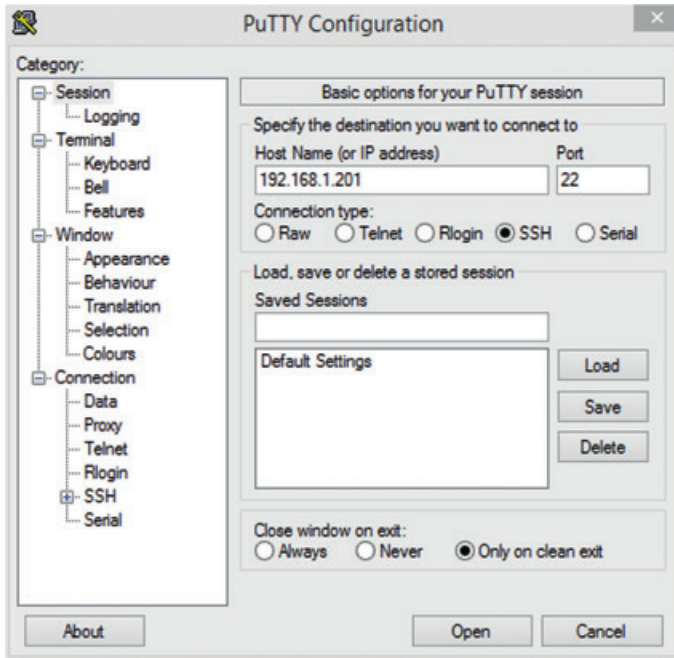 PuTTY Configuration
Category:
Session
Logging
Terminal
Keyboard
Bell
Features
Window
Appearance
Behaviour
Translation
Selection
Colours
Connection
Data
Proxy
Telnet
Rlogin
SSH
Serial
Basic options for your PuTTY session
Specify the destination you want to connect to
Host Name (or IP address) Port
192.168.1.201 22
Connection type:
Raw Telnet Rlogin SSH Serial
Load, save or delete a stored session
Saved Sessions
Default Settings
Load
Save
Delete
Close window on exit:
Always Never Only on clean exit
About Open Cancel